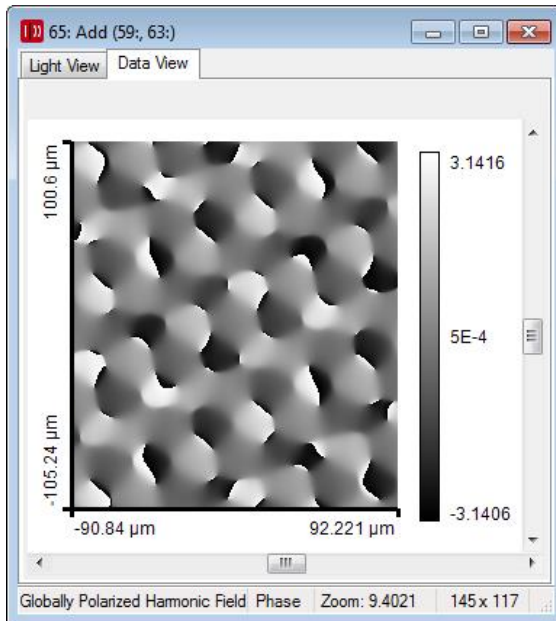 65: Add (59:, 63:)
Light View Data View
100.6 µm
-105.24 µm
-90.84 µm 92.221 µm
3.1416
5E-4
-3.1406
Globally Polarized Harmonic Field Phase Zoom: 9.4021 145 x 117